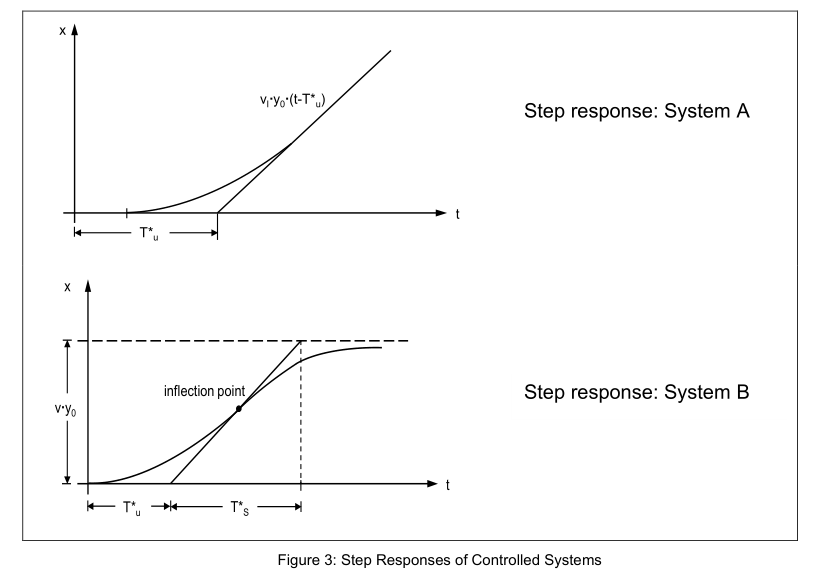 x
vI·y0·(t-T*u)
Step response: System A
t
T*u
x
inflection point
Step response: System B
v·y0
t
T*u
T*S
Figure 3: Step Responses of Controlled Systems